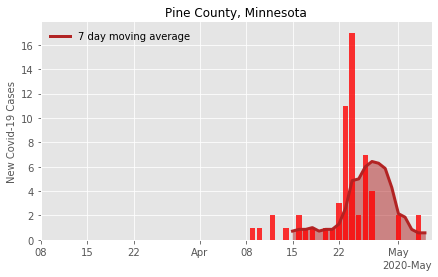 Pine County, Minnesota
7 day moving average
New Covid-19 Cases
16
14
12
10
8
6
4
2
0
08 15 22 Apr 08 15 22 May
2020-May